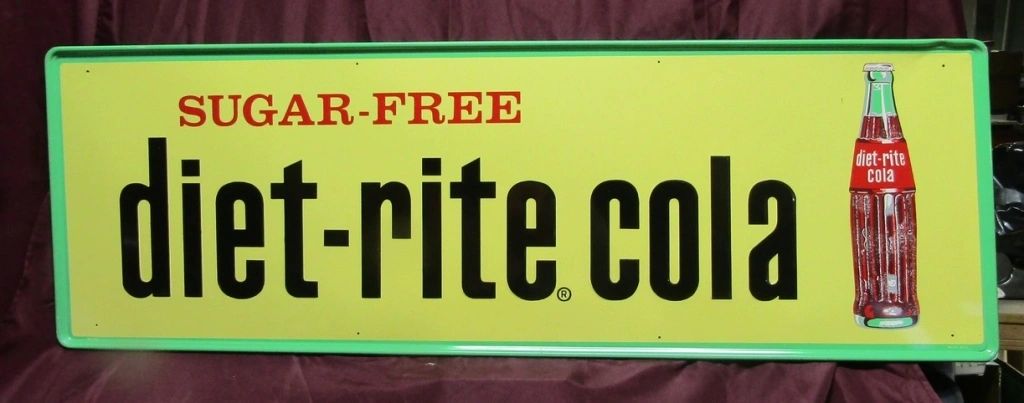 SUGAR-FREE
diet-rite® cola
diet-rite
cola